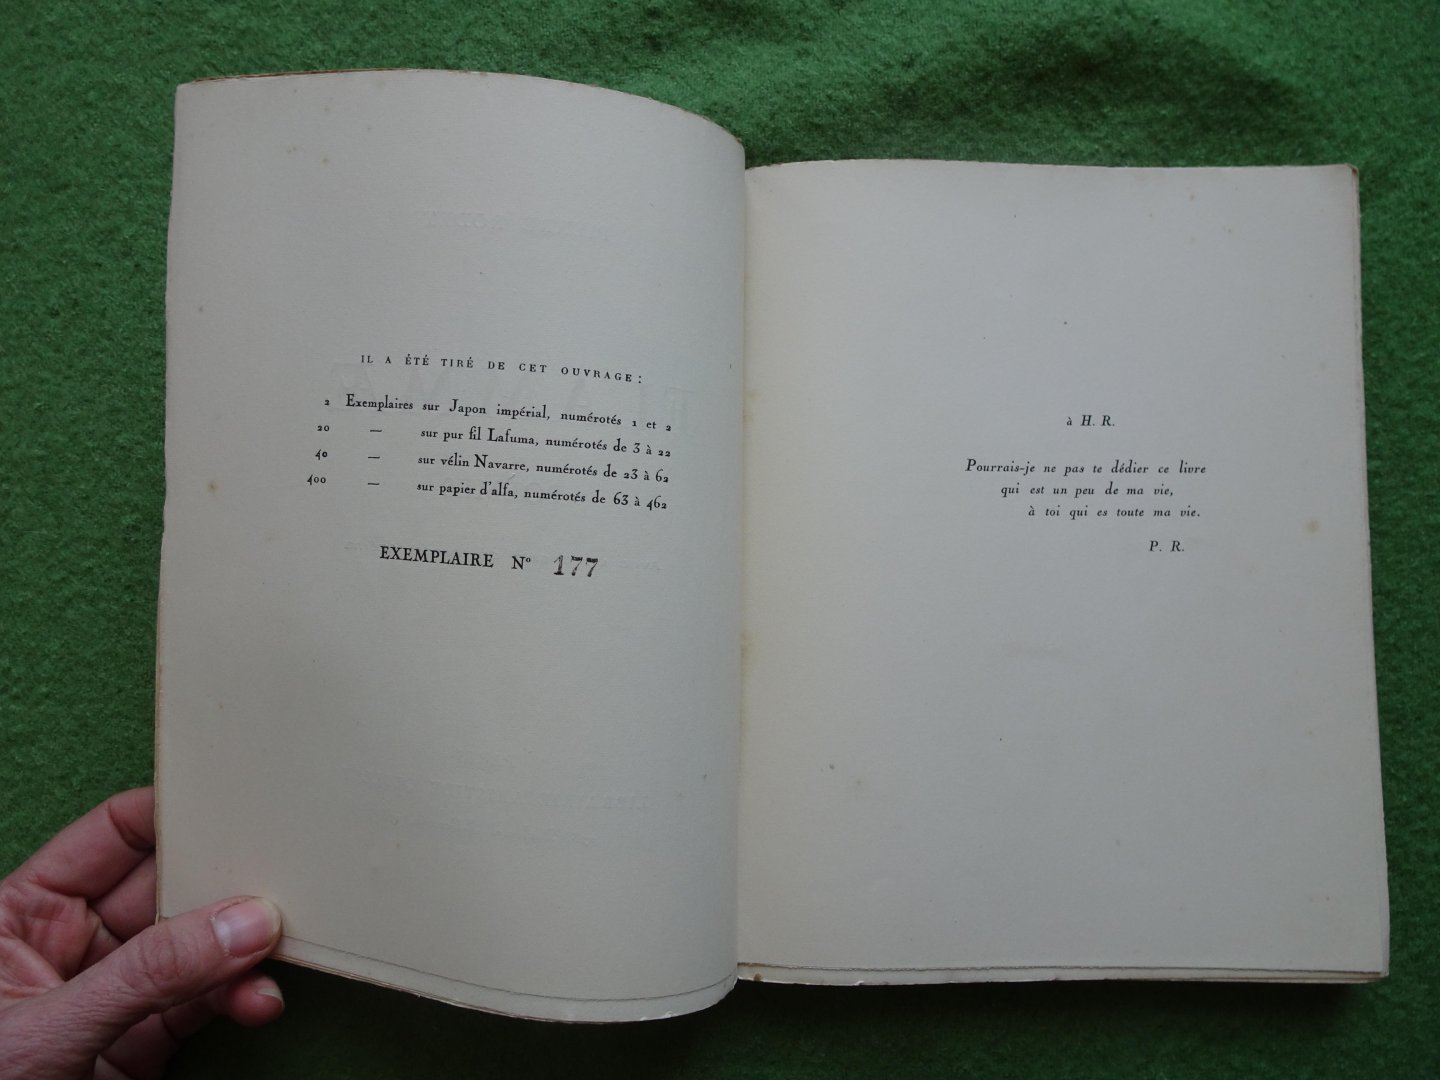 IL A ÉTÉ TIRÉ DE CET OUVRAGE :
2 Exemplaires sur Japon impérial, numérotés 1 et 2
20 — sur pur fil Lafuma, numérotés de 3 à 22
40 — sur vélin Navarre, numérotés de 23 à 62
400 — sur papier d'alfa, numérotés de 63 à 462
EXEMPLAIRE Nº 177
à H. R.
Pourrais-je ne pas te dédier ce livre
qui est un peu de ma vie,
à toi qui es toute ma vie.
P. R.